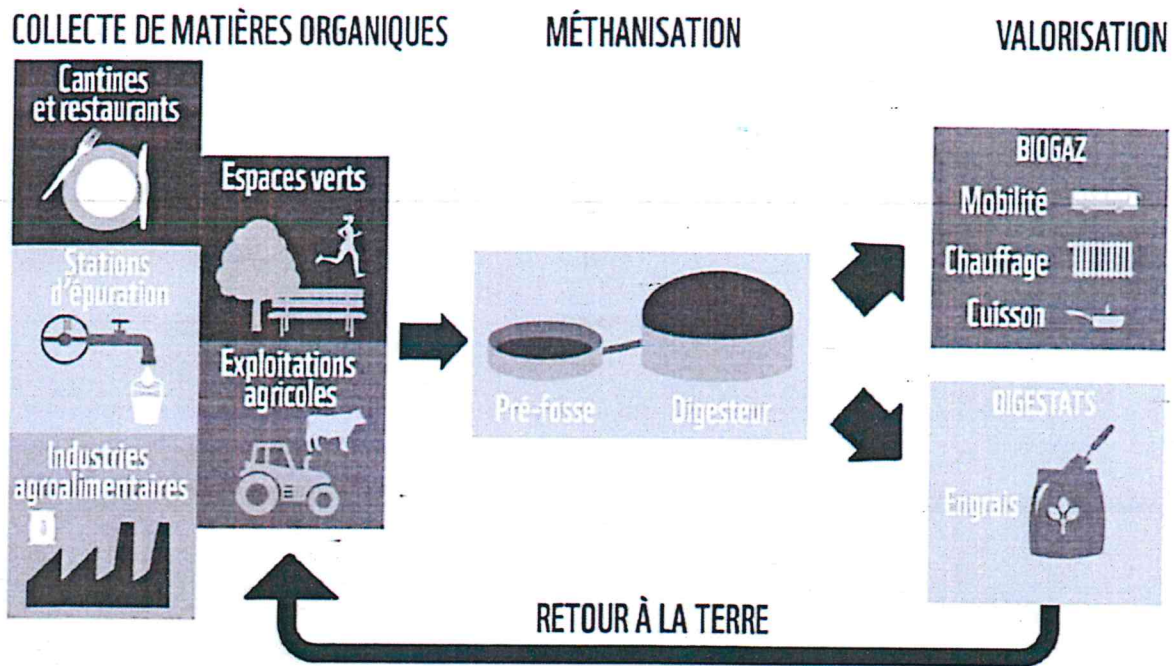 COLLECTE DE MATIÈRES ORGANIQUES
MÉTHANISATION
VALORISATION
Cantines
et restaurants
Espaces verts
Stations
d'épuration
Exploitations
agricoles
Industries
agroalimentaires
Pré-fosse
Digesteur
BIOGAZ
Mobilité
Chauffage
Cuisson
DIGESTATS
Engrais
RETOUR À LA TERRE